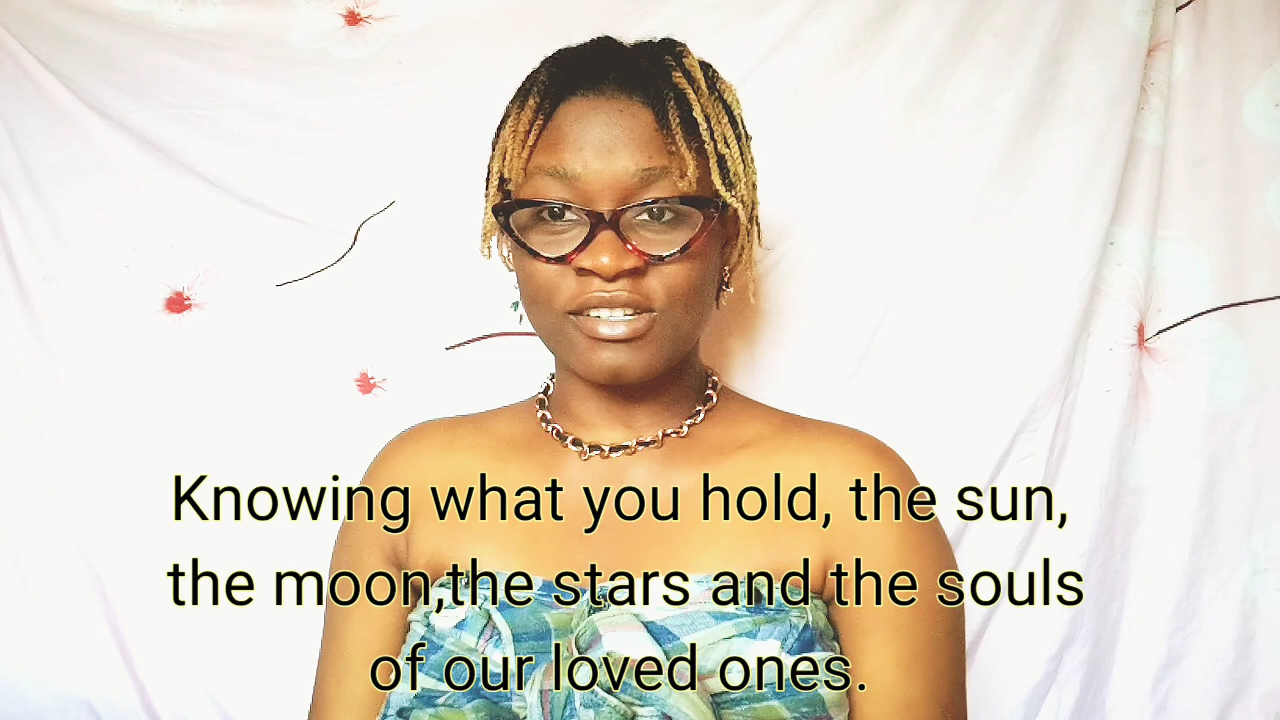 Knowing what you hold, the sun,
the moon,the stars and the souls
of our loved ones.